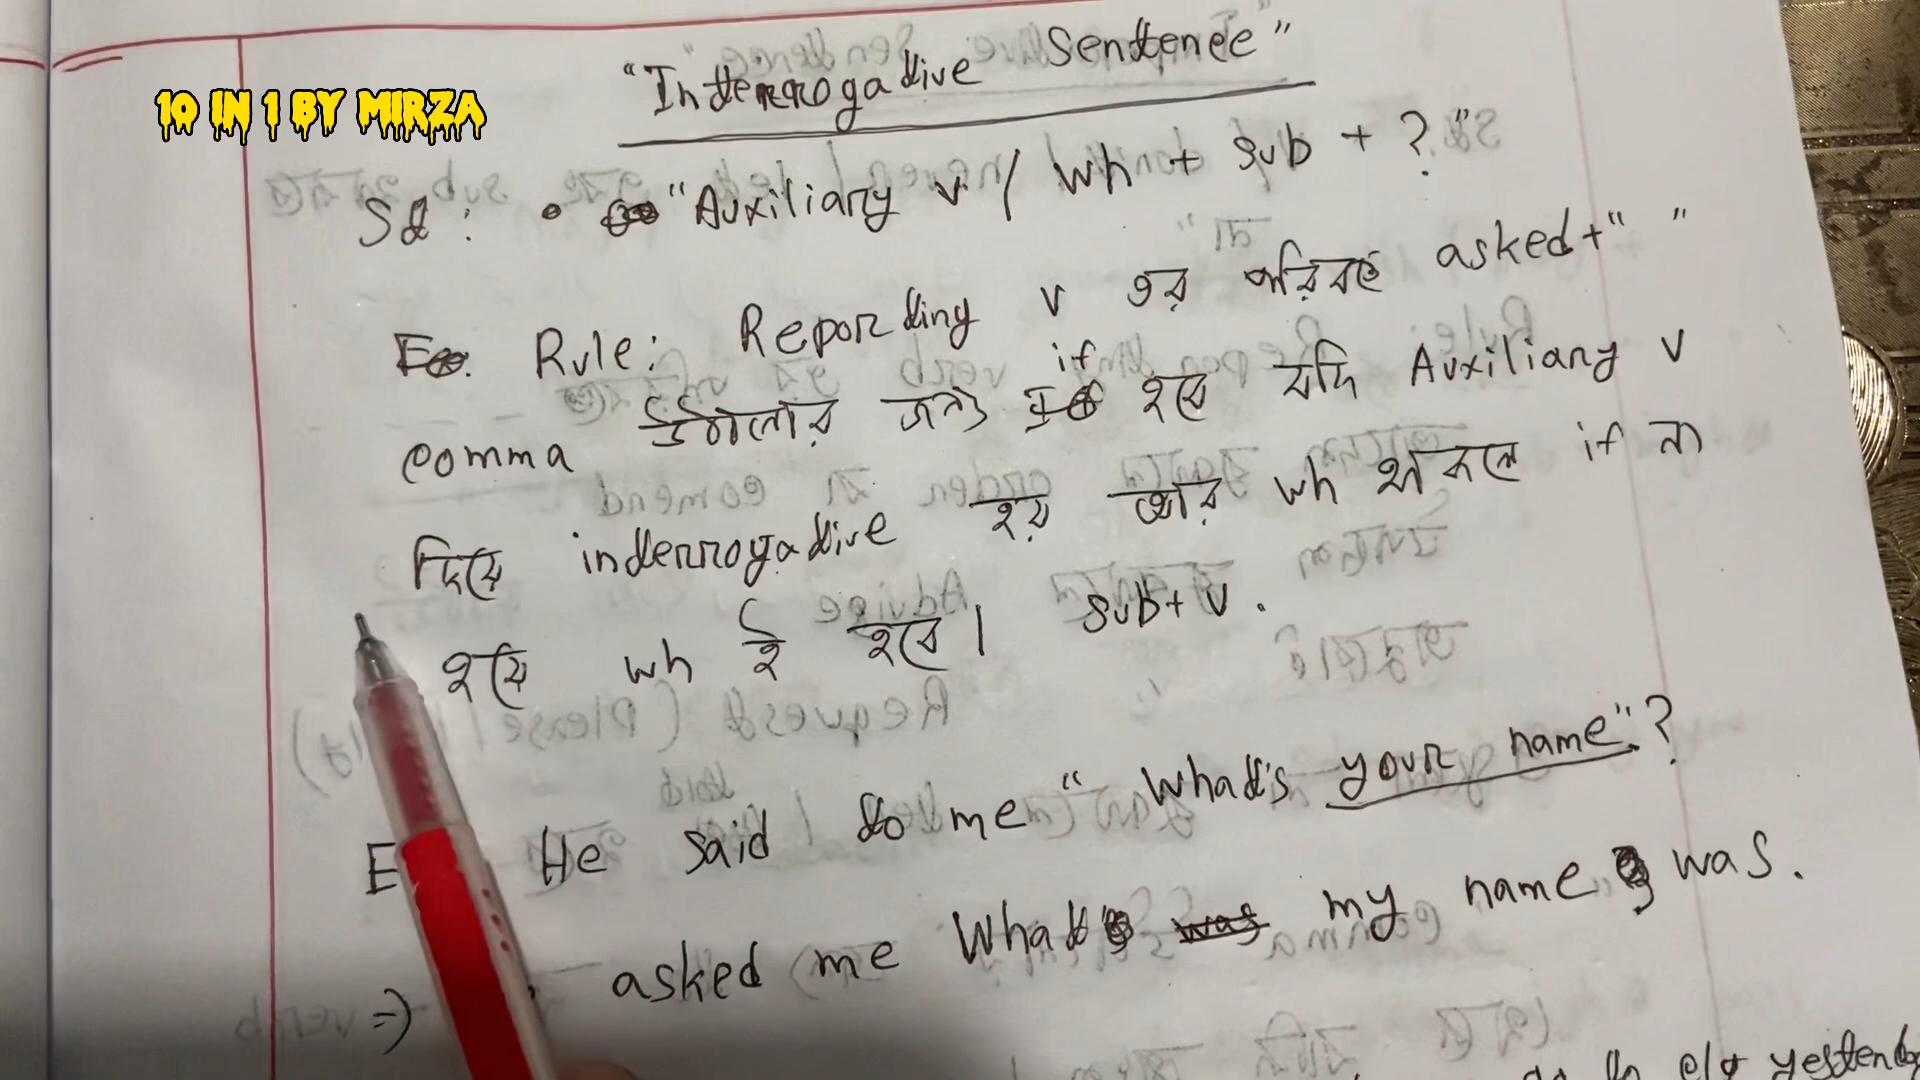 10 IN 1 BY MIRZA
"Interrogative Sentence"
St: • "Auxiliary v / Wh + sub + ?"
Rule: Reporting v এর পরিবর্তে asked + " "
comma উঠানোর জন্য if হবে যদি Auxiliary v
দিয়ে interrogative হয় আর wh থাকলে if না
হয়ে wh ই হবে। sub + v.
E He said to me " What's your name"?
=) asked me What my name was.
yesterday